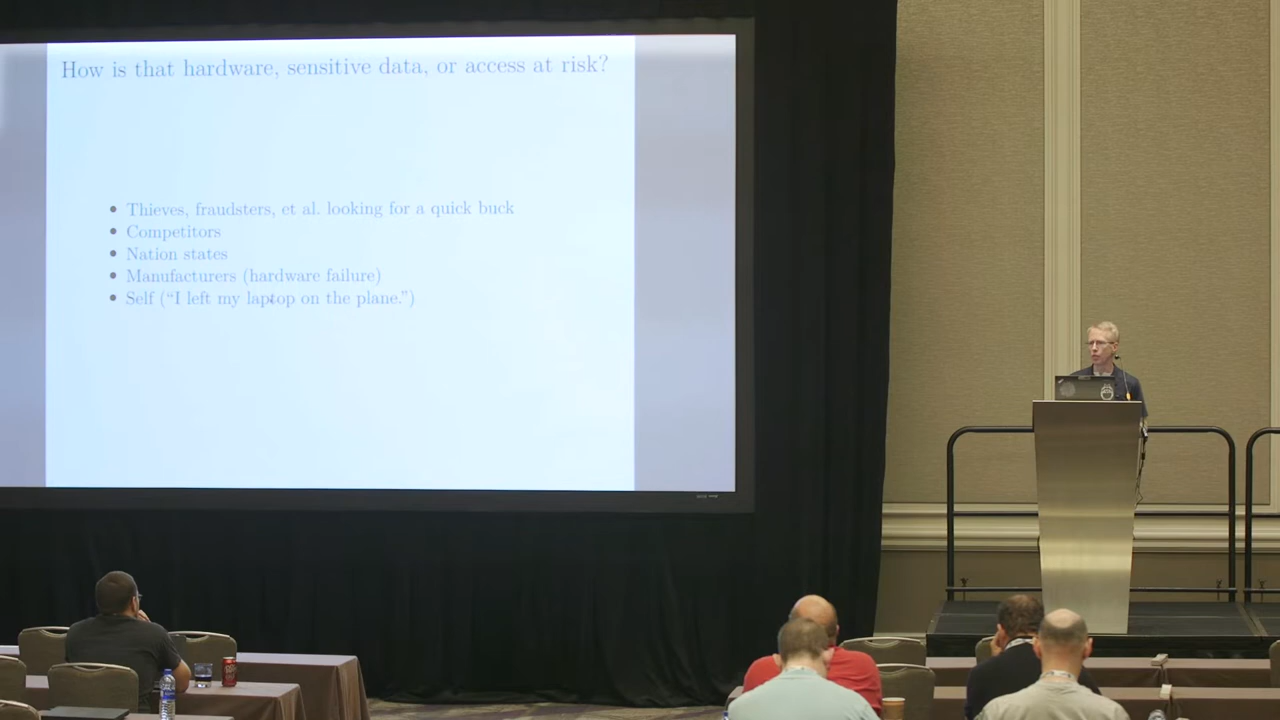 How is that hardware, sensitive data, or access at risk?
• Thieves, fraudsters, et al. looking for a quick buck
• Competitors
• Nation states
• Manufacturers (hardware failure)
• Self (“I left my laptop on the plane.”)